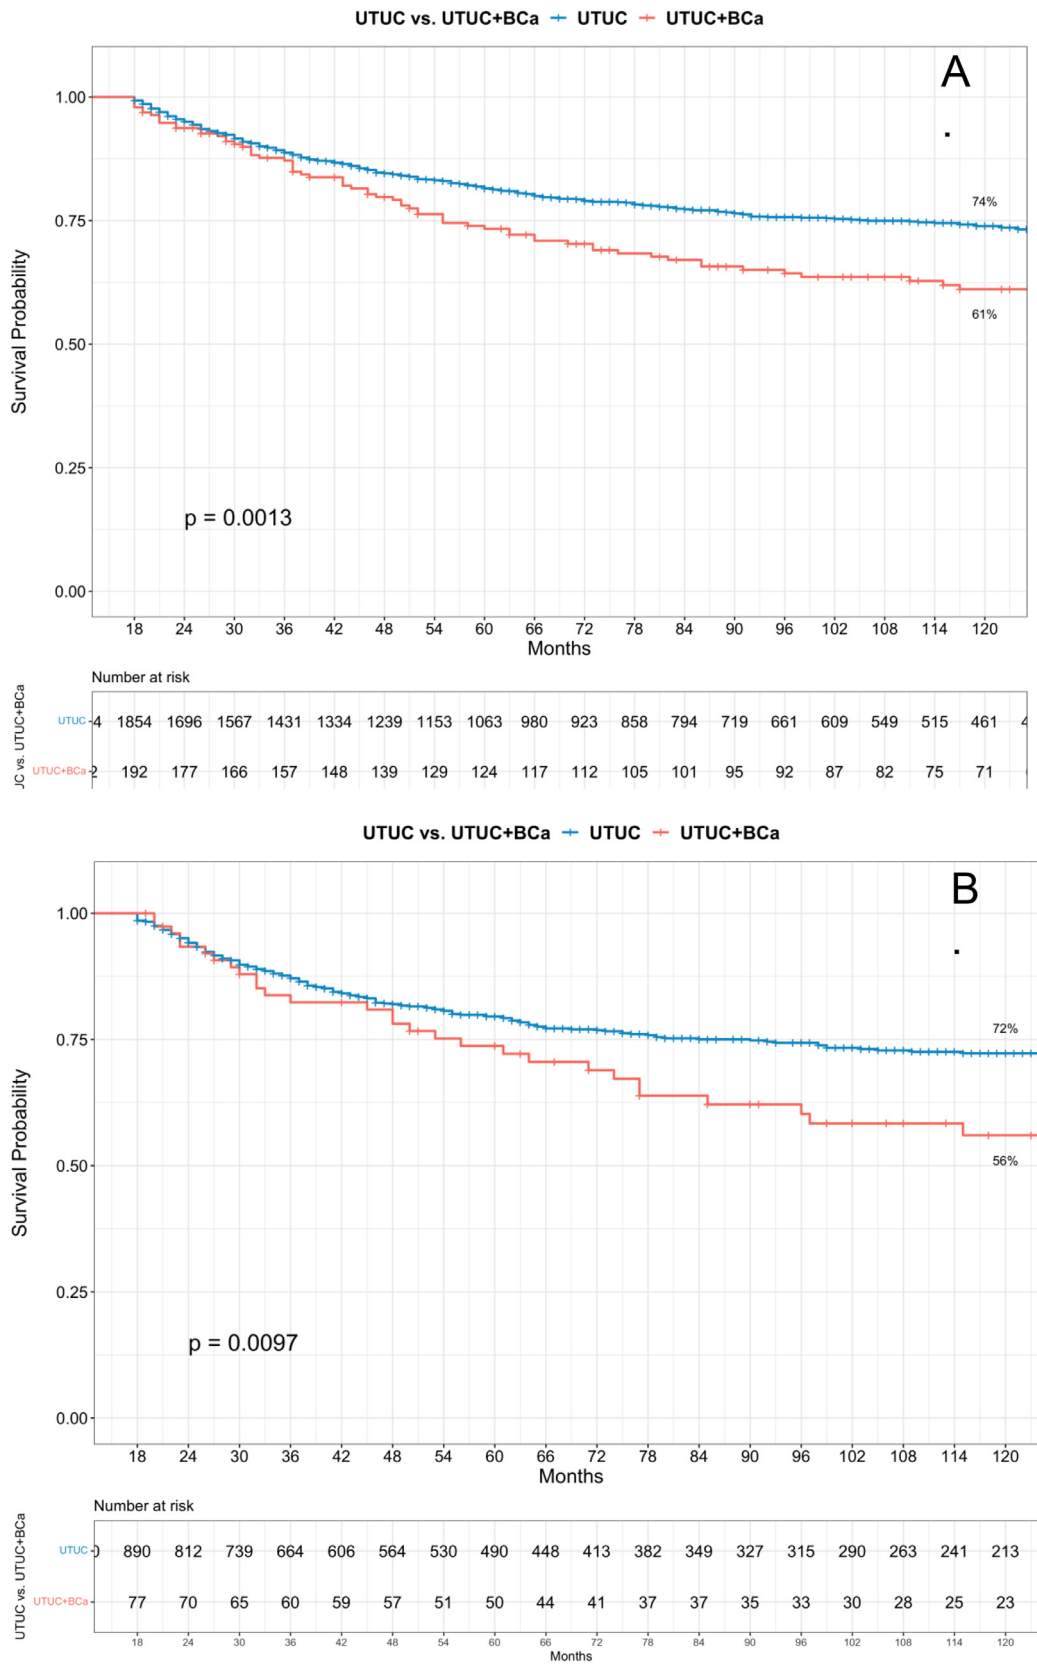 UTUC vs. UTUC+BCa UTUC UTUC+BCa
A
.
1.00
0.75
0.50
0.25
0.00
Survival Probability
74%
61%
p = 0.0013
18 24 30 36 42 48 54 60 66 72 78 84 90 96 102 108 114 120
Months
Number at risk
JC vs. UTUC+BCa
UTUC 4 1854 1696 1567 1431 1334 1239 1153 1063 980 923 858 794 719 661 609 549 515 461 4
UTUC+BCa 2 192 177 166 157 148 139 129 124 117 112 105 101 95 92 87 82 75 71
UTUC vs. UTUC+BCa UTUC UTUC+BCa
B
.
1.00
0.75
0.50
0.25
0.00
Survival Probability
72%
56%
p = 0.0097
18 24 30 36 42 48 54 60 66 72 78 84 90 96 102 108 114 120
Months
Number at risk
UTUC vs. UTUC+BCa
UTUC 0 890 812 739 664 606 564 530 490 448 413 382 349 327 315 290 263 241 213
UTUC+BCa 77 70 65 60 59 57 51 50 44 41 37 37 35 33 30 28 25 23
18 24 30 36 42 48 54 60 66 72 78 84 90 96 102 108 114 120
Months